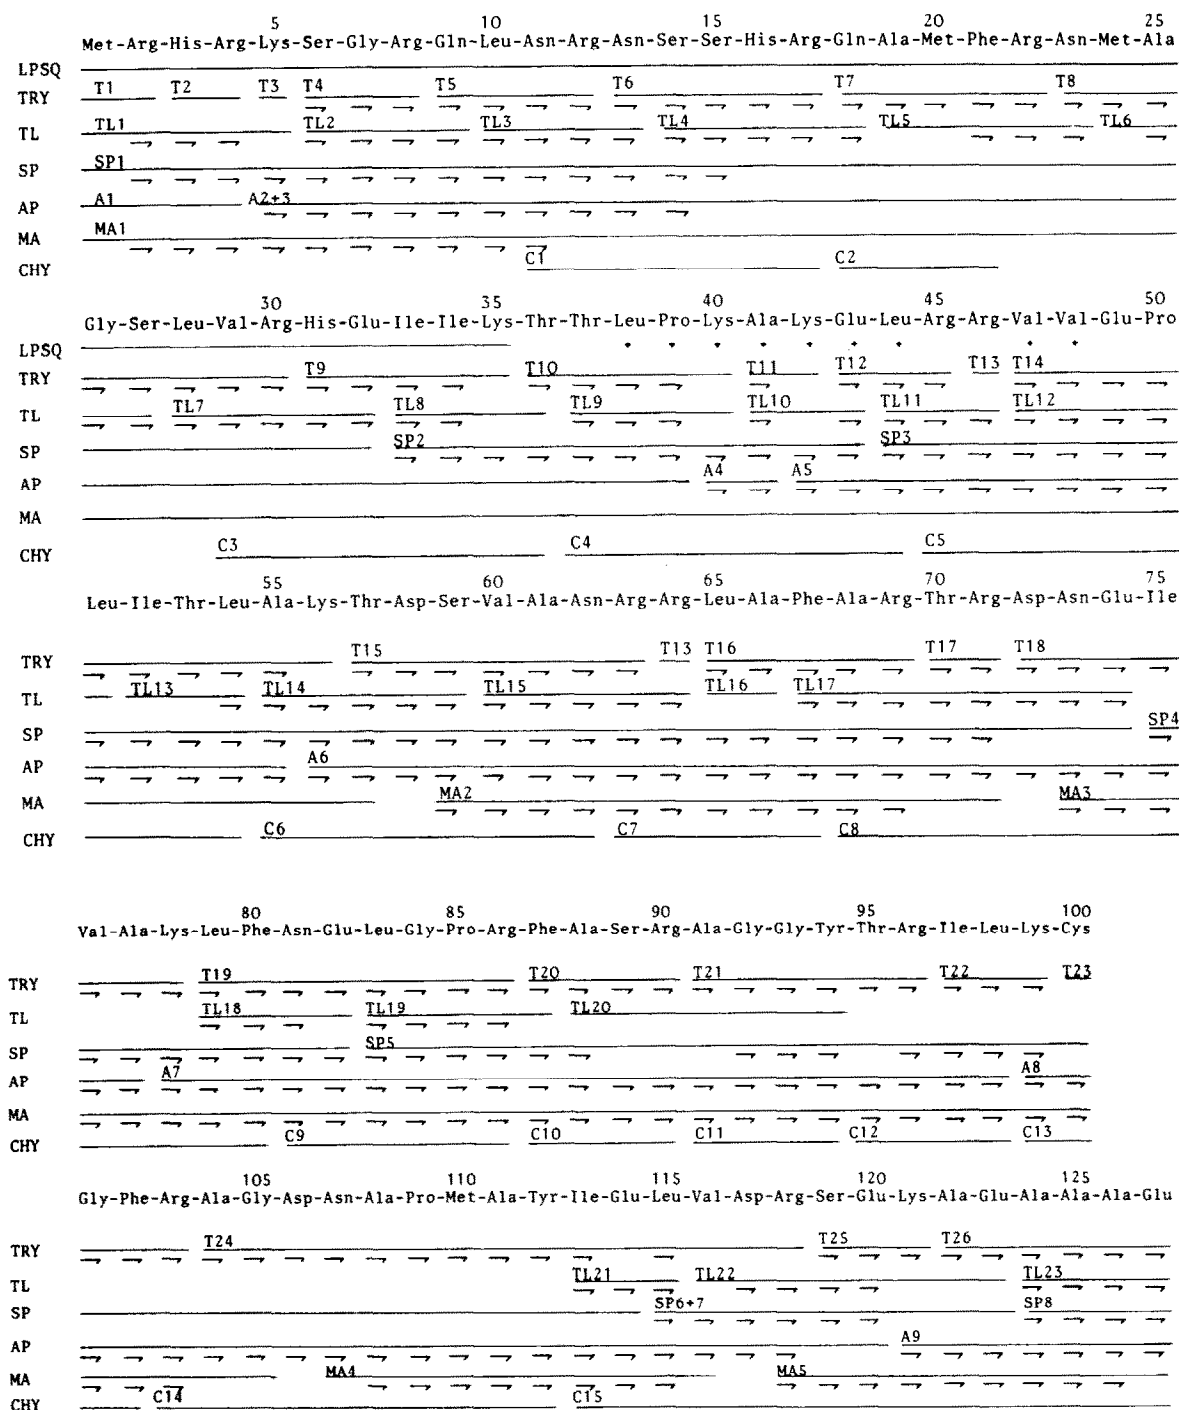 5 10 15 20 25
Met-Arg-His-Arg-Lys-Ser-Gly-Arg-Gln-Leu-Asn-Arg-Asn-Ser-Ser-His-Arg-Gln-Ala-Met-Phe-Arg-Asn-Met-Ala
LPSQ
TRY T1 T2 T3 T4 T5 T6 T7 T8
TL TL1 TL2 TL3 TL4 TL5 TL6
SP SP1
AP A1 A2+3
MA MA1
CHY C1 C2
30 35 40 45 50
Gly-Ser-Leu-Val-Arg-His-Glu-Ile-Ile-Lys-Thr-Thr-Leu-Pro-Lys-Ala-Lys-Glu-Leu-Arg-Arg-Val-Val-Glu-Pro
LPSQ
TRY T9 T10 T11 T12 T13 T14
TL TL7 TL8 TL9 TL10 TL11 TL12
SP SP2 SP3
AP A4 A5
MA
CHY C3 C4 C5
55 60 65 70 75
Leu-Ile-Thr-Leu-Ala-Lys-Thr-Asp-Ser-Val-Ala-Asn-Arg-Arg-Leu-Ala-Phe-Ala-Arg-Thr-Arg-Asp-Asn-Glu-Ile
TRY T15 T13 T16 T17 T18
TL TL13 TL14 TL15 TL16 TL17
SP SP4
AP A6
MA MA2 MA3
CHY C6 C7 C8
80 85 90 95 100
Val-Ala-Lys-Leu-Phe-Asn-Glu-Leu-Gly-Pro-Arg-Phe-Ala-Ser-Arg-Ala-Gly-Gly-Tyr-Thr-Arg-Ile-Leu-Lys-Cys
TRY T19 T20 T21 T22 T23
TL TL18 TL19 TL20
SP SP5
AP A7 A8
MA
CHY C9 C10 C11 C12 C13
105 110 115 120 125
Gly-Phe-Arg-Ala-Gly-Asp-Asn-Ala-Pro-Met-Ala-Tyr-Ile-Glu-Leu-Val-Asp-Arg-Ser-Glu-Lys-Ala-Glu-Ala-Ala-Ala-Glu
TRY T24 T25 T26
TL TL21 TL22 TL23
SP SP6+7 SP8
AP A9
MA MA4 MA5
CHY C14 C15